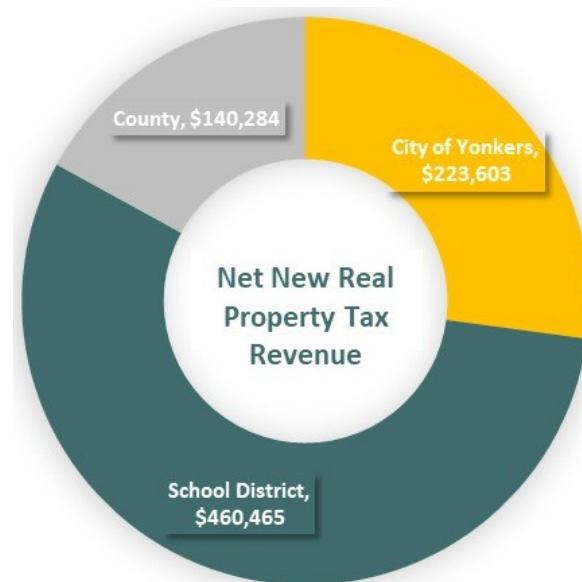 County, $140,284
City of Yonkers,
$223,603
Net New Real
Property Tax
Revenue
School District,
$460,465